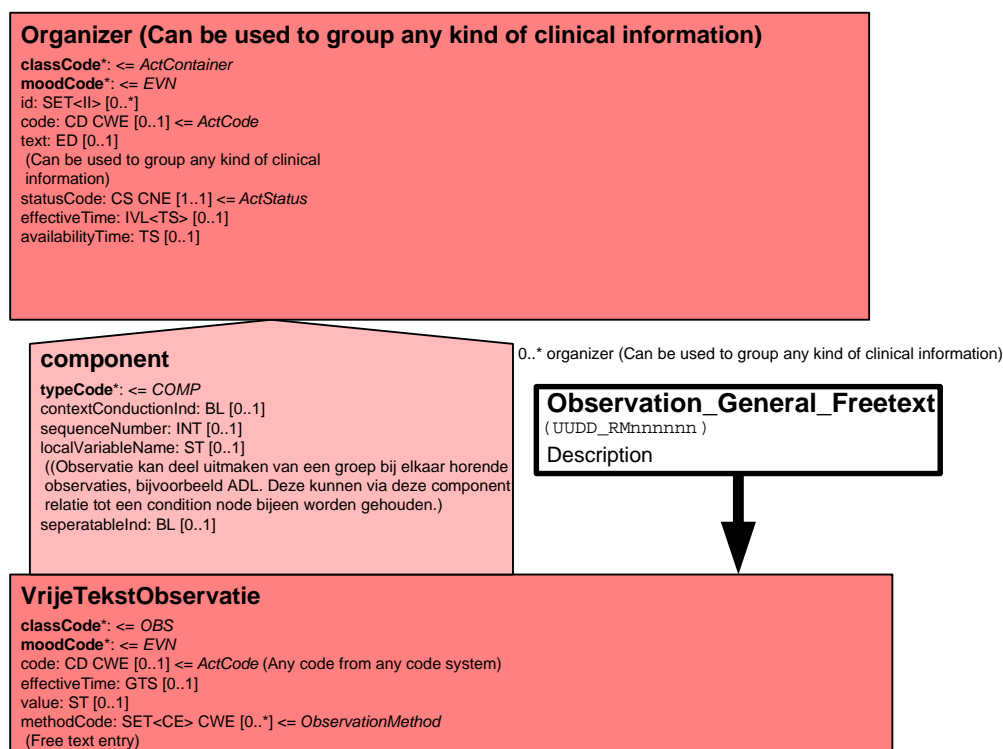 Organizer (Can be used to group any kind of clinical information)
classCode*: <= ActContainer
moodCode*: <= EVN
id: SET<II> [0..*]
code: CD CWE [0..1] <= ActCode
text: ED [0..1]
(Can be used to group any kind of clinical
information)
statusCode: CS CNE [1..1] <= ActStatus
effectiveTime: IVL<TS> [0..1]
availabilityTime: TS [0..1]
component
typeCode*: <= COMP
contextConductionInd: BL [0..1]
sequenceNumber: INT [0..1]
localVariableName: ST [0..1]
((Observatie kan deel uitmaken van een groep bij elkaar horende
observaties, bijvoorbeeld ADL. Deze kunnen via deze component
relatie tot een condition node bijeen worden gehouden.)
seperatableInd: BL [0..1]
0..* organizer (Can be used to group any kind of clinical information)
Observation_General_Freetext
(UUDD_RMnnnnnn)
Description
VrijeTekstObservatie
classCode*: <= OBS
moodCode*: <= EVN
code: CD CWE [0..1] <= ActCode (Any code from any code system)
effectiveTime: GTS [0..1]
value: ST [0..1]
methodCode: SET<CE> CWE [0..*] <= ObservationMethod
(Free text entry)